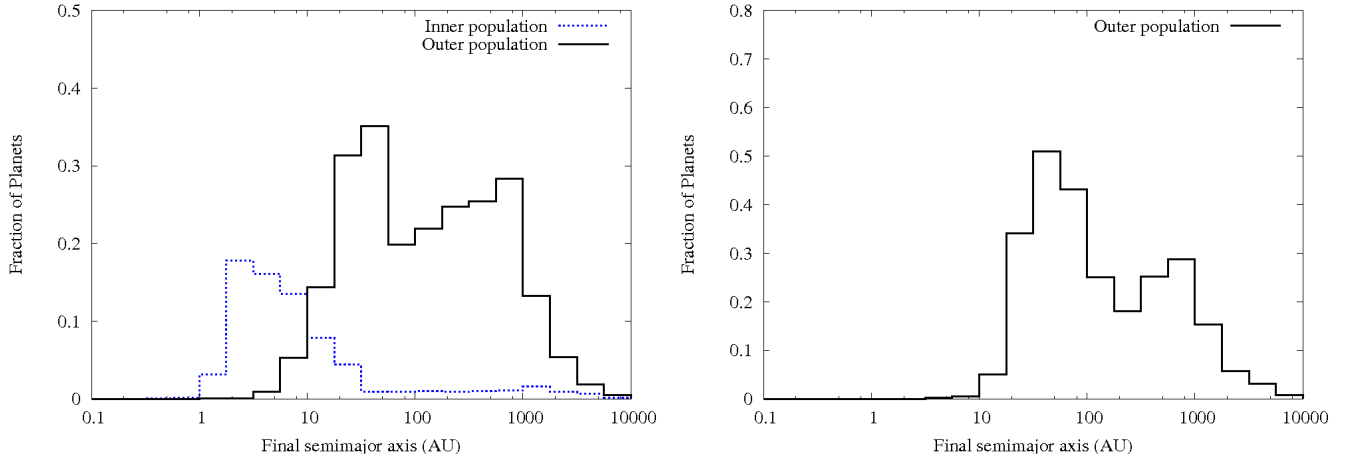 0.5
Inner population
Outer population
0.4
0.3
0.2
0.1
0
Fraction of Planets
0.1 1 10 100 1000 10000
Final semimajor axis (AU)
0.8
Outer population
0.7
0.6
0.5
0.4
0.3
0.2
0.1
0
Fraction of Planets
0.1 1 10 100 1000 10000
Final semimajor axis (AU)